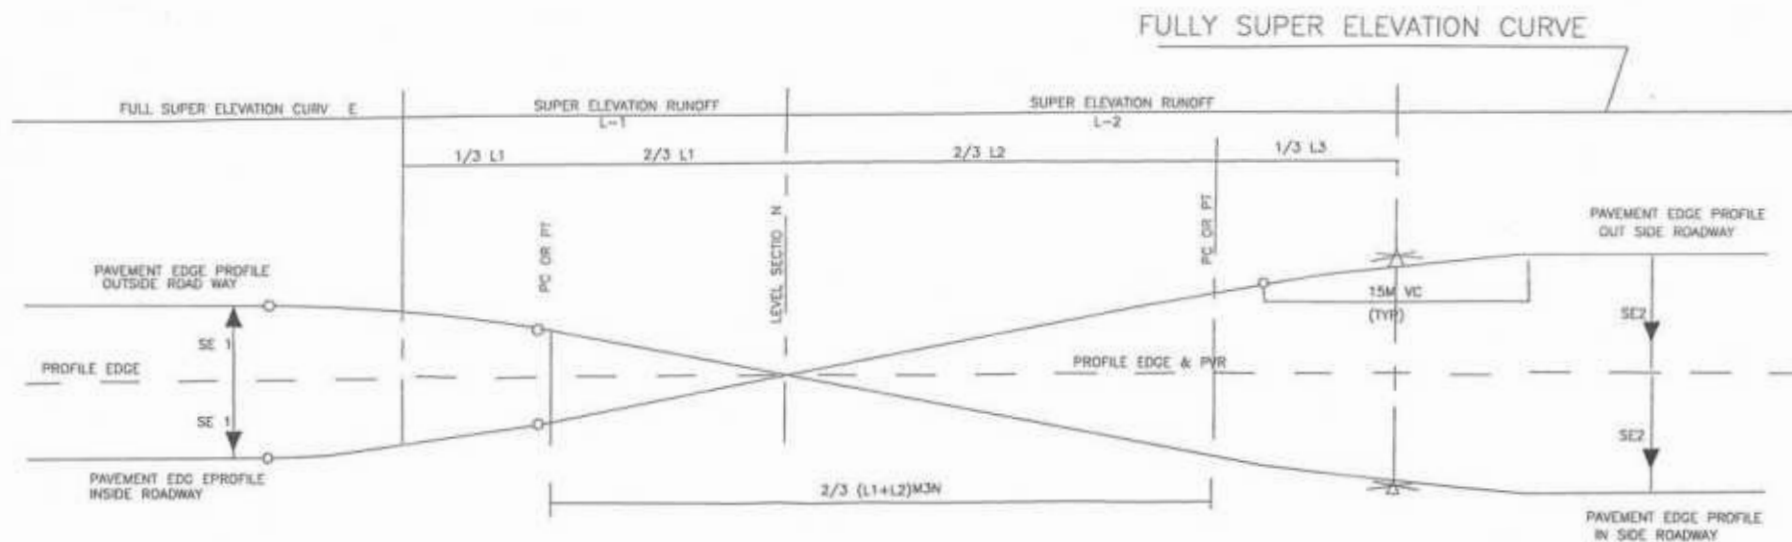 FULLY SUPER ELEVATION CURVE
FULL SUPER ELEVATION CURV E
SUPER ELEVATION RUNOFF
L-1
SUPER ELEVATION RUNOFF
L-2
1/3 L1
2/3 L1
2/3 L2
1/3 L3
PC OR PT
LEVEL SECTIO N
PC OR PT
PAVEMENT EDGE PROFILE
OUT SIDE ROADWAY
PAVEMENT EDGE PROFILE
OUTSIDE ROAD WAY
15M VC
(TYP)
SE 1
SE2
PROFILE EDGE
PROFILE EDGE & PVR
SE 1
SE2
PAVEMENT EDG EPROFILE
INSIDE ROADWAY
2/3 (L1+L2)M3N
PAVEMENT EDGE PROFILE
IN SIDE ROADWAY